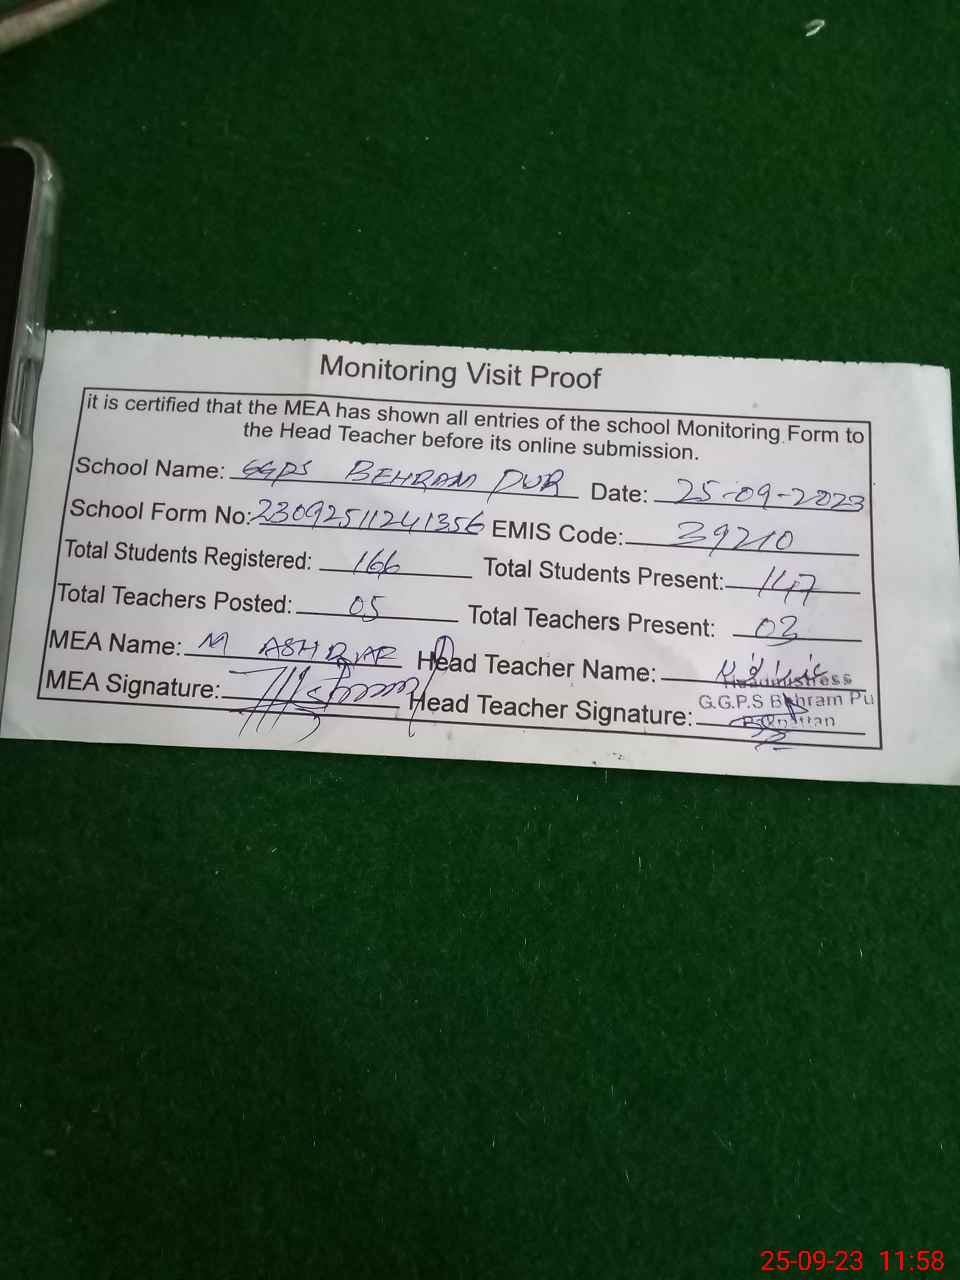 Monitoring Visit Proof
it is certified that the MEA has shown all entries of the school Monitoring Form to
the Head Teacher before its online submission.
School Name: GGPS BEHRAM PUR Date: 25-09-2023
School Form No: 23092511241356 EMIS Code: 39210
Total Students Registered: 166 Total Students Present: 147
Total Teachers Posted: 05 Total Teachers Present: 03
MEA Name: M Head Teacher Name:
Headmistress
MEA Signature: Head Teacher Signature:
G.G.P.S Behram Pu
25-09-23 11:58